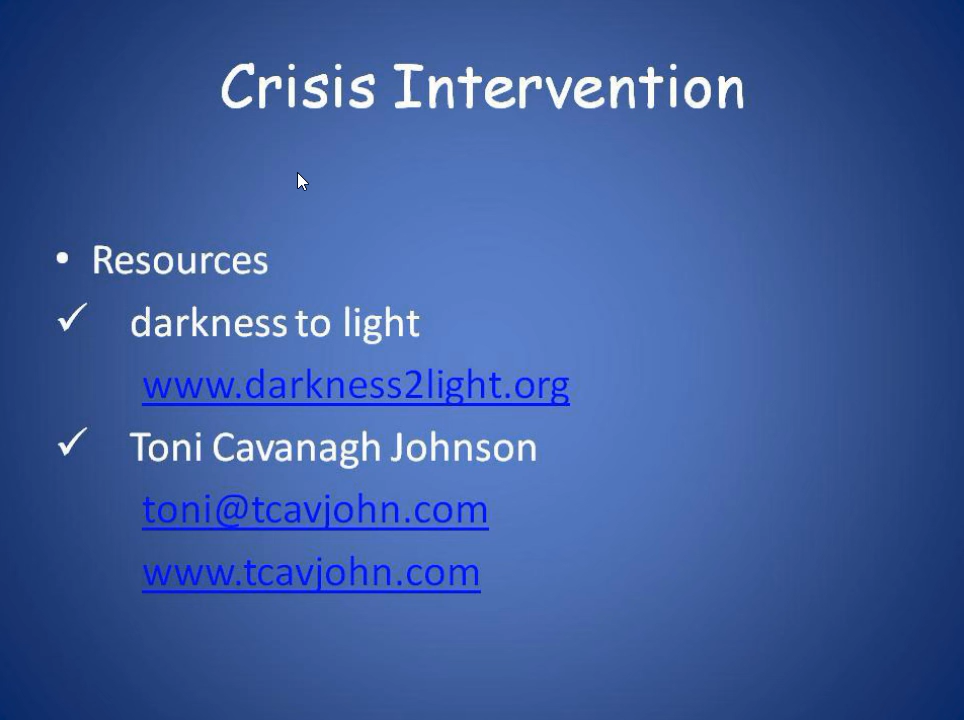 Crisis Intervention
• Resources
✓ darkness to light
www.darkness2light.org
✓ Toni Cavanagh Johnson
toni@tcavjohn.com
www.tcavjohn.com